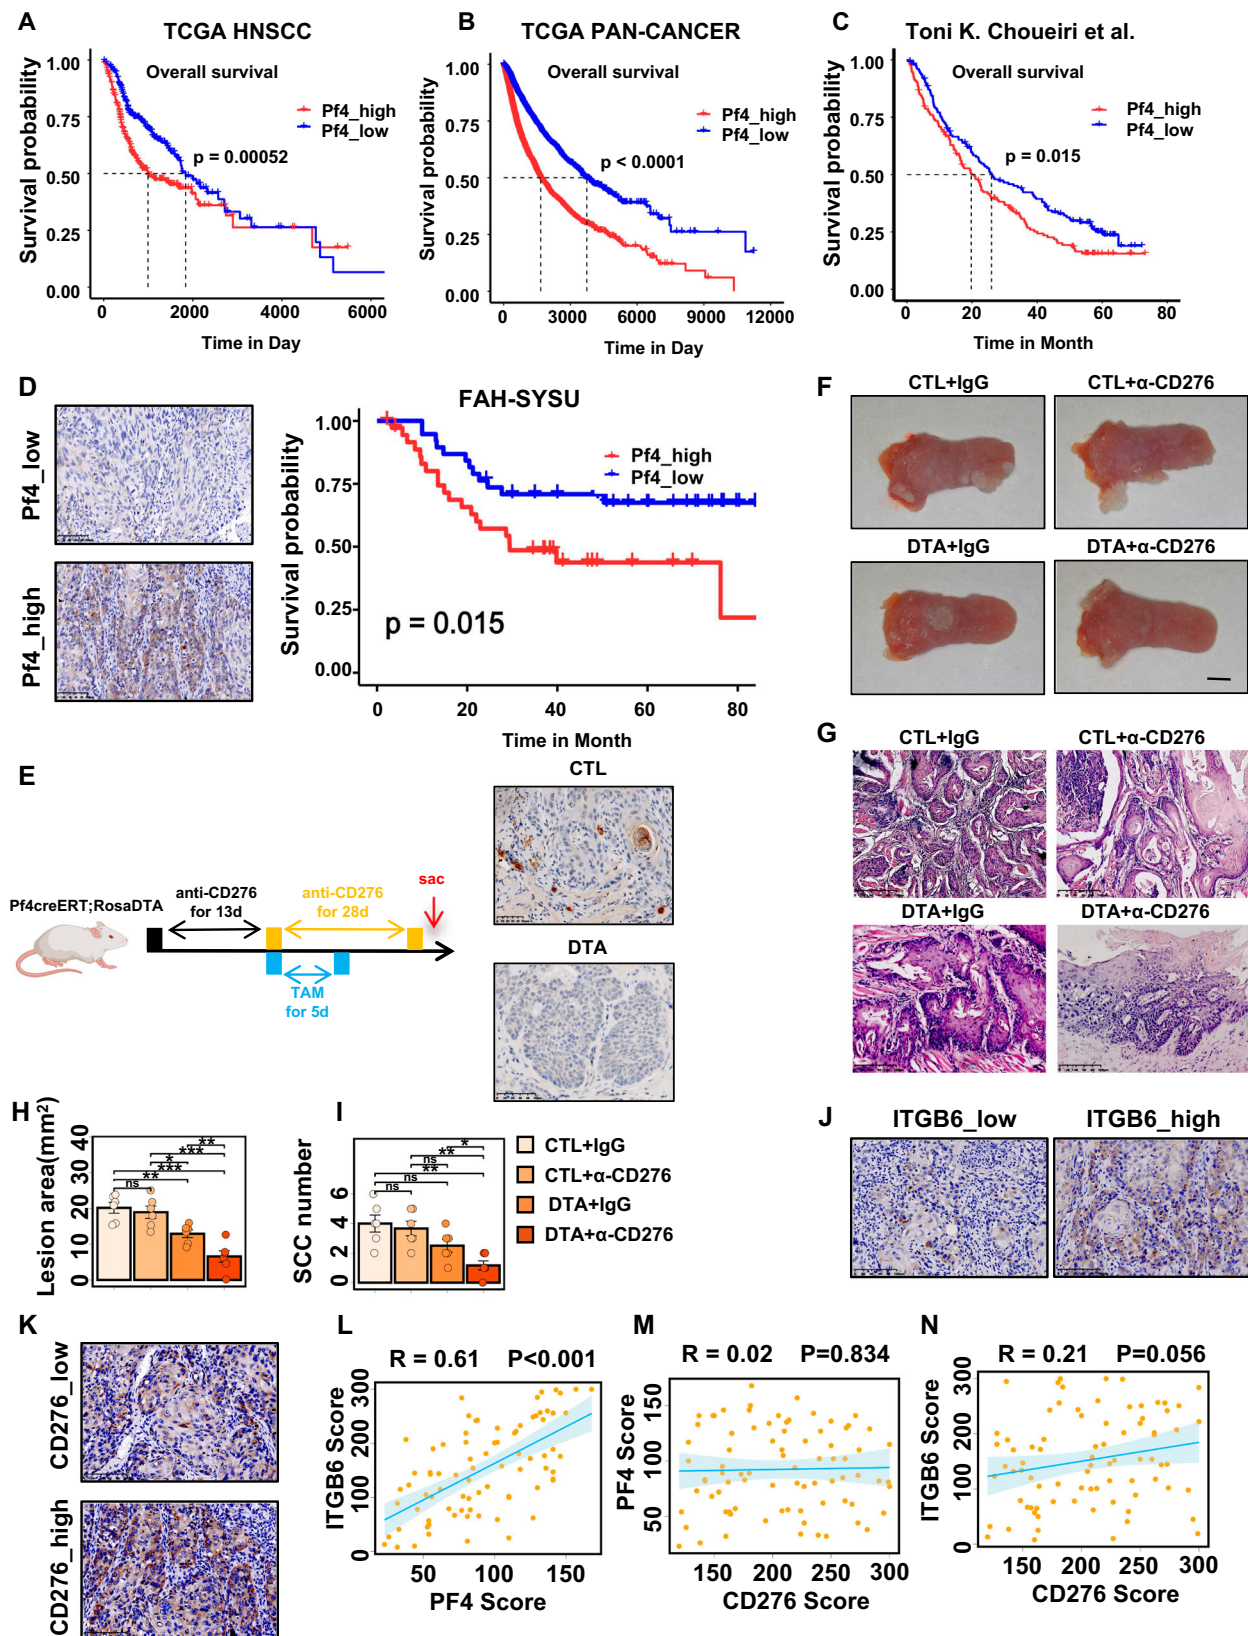 A
TCGA HNSCC
Overall survival
Pf4_high
Pf4_low
p = 0.00052
Survival probability
1.00
0.75
0.50
0.25
0.00
0 2000 4000 6000
Time in Day
B
TCGA PAN-CANCER
Overall survival
Pf4_high
Pf4_low
p < 0.0001
Survival probability
1.00
0.75
0.50
0.25
0.00
0 3000 6000 9000 12000
Time in Day
C
Toni K. Choueiri et al.
Overall survival
Pf4_high
Pf4_low
p = 0.015
Survival probability
1.00
0.75
0.50
0.25
0.00
0 20 40 60 80
Time in Month
D
Pf4_low
Pf4_high
FAH-SYSU
Pf4_high
Pf4_low
p = 0.015
Survival probability
1.00
0.75
0.50
0.25
0.00
0 20 40 60 80
Time in Month
E
Pf4creERT;RosaDTA
anti-CD276
for 13d
anti-CD276
for 28d
sac
TAM
for 5d
CTL
DTA
F
CTL+IgG
CTL+α-CD276
DTA+IgG
DTA+α-CD276
G
CTL+IgG
CTL+α-CD276
DTA+IgG
DTA+α-CD276
H
Lesion area(mm²)
40
30
20
10
0
**
***
*
***
**
ns
I
SCC number
6
4
2
0
*
**
ns
**
ns
ns
CTL+IgG
CTL+α-CD276
DTA+IgG
DTA+α-CD276
J
ITGB6_low
ITGB6_high
K
CD276_low
CD276_high
L
R = 0.61 P<0.001
ITGB6 Score
300
200
100
0
50 100 150
PF4 Score
M
R = 0.02 P=0.834
PF4 Score
150
100
50
150 200 250 300
CD276 Score
N
R = 0.21 P=0.056
ITGB6 Score
300
200
100
0
150 200 250 300
CD276 Score